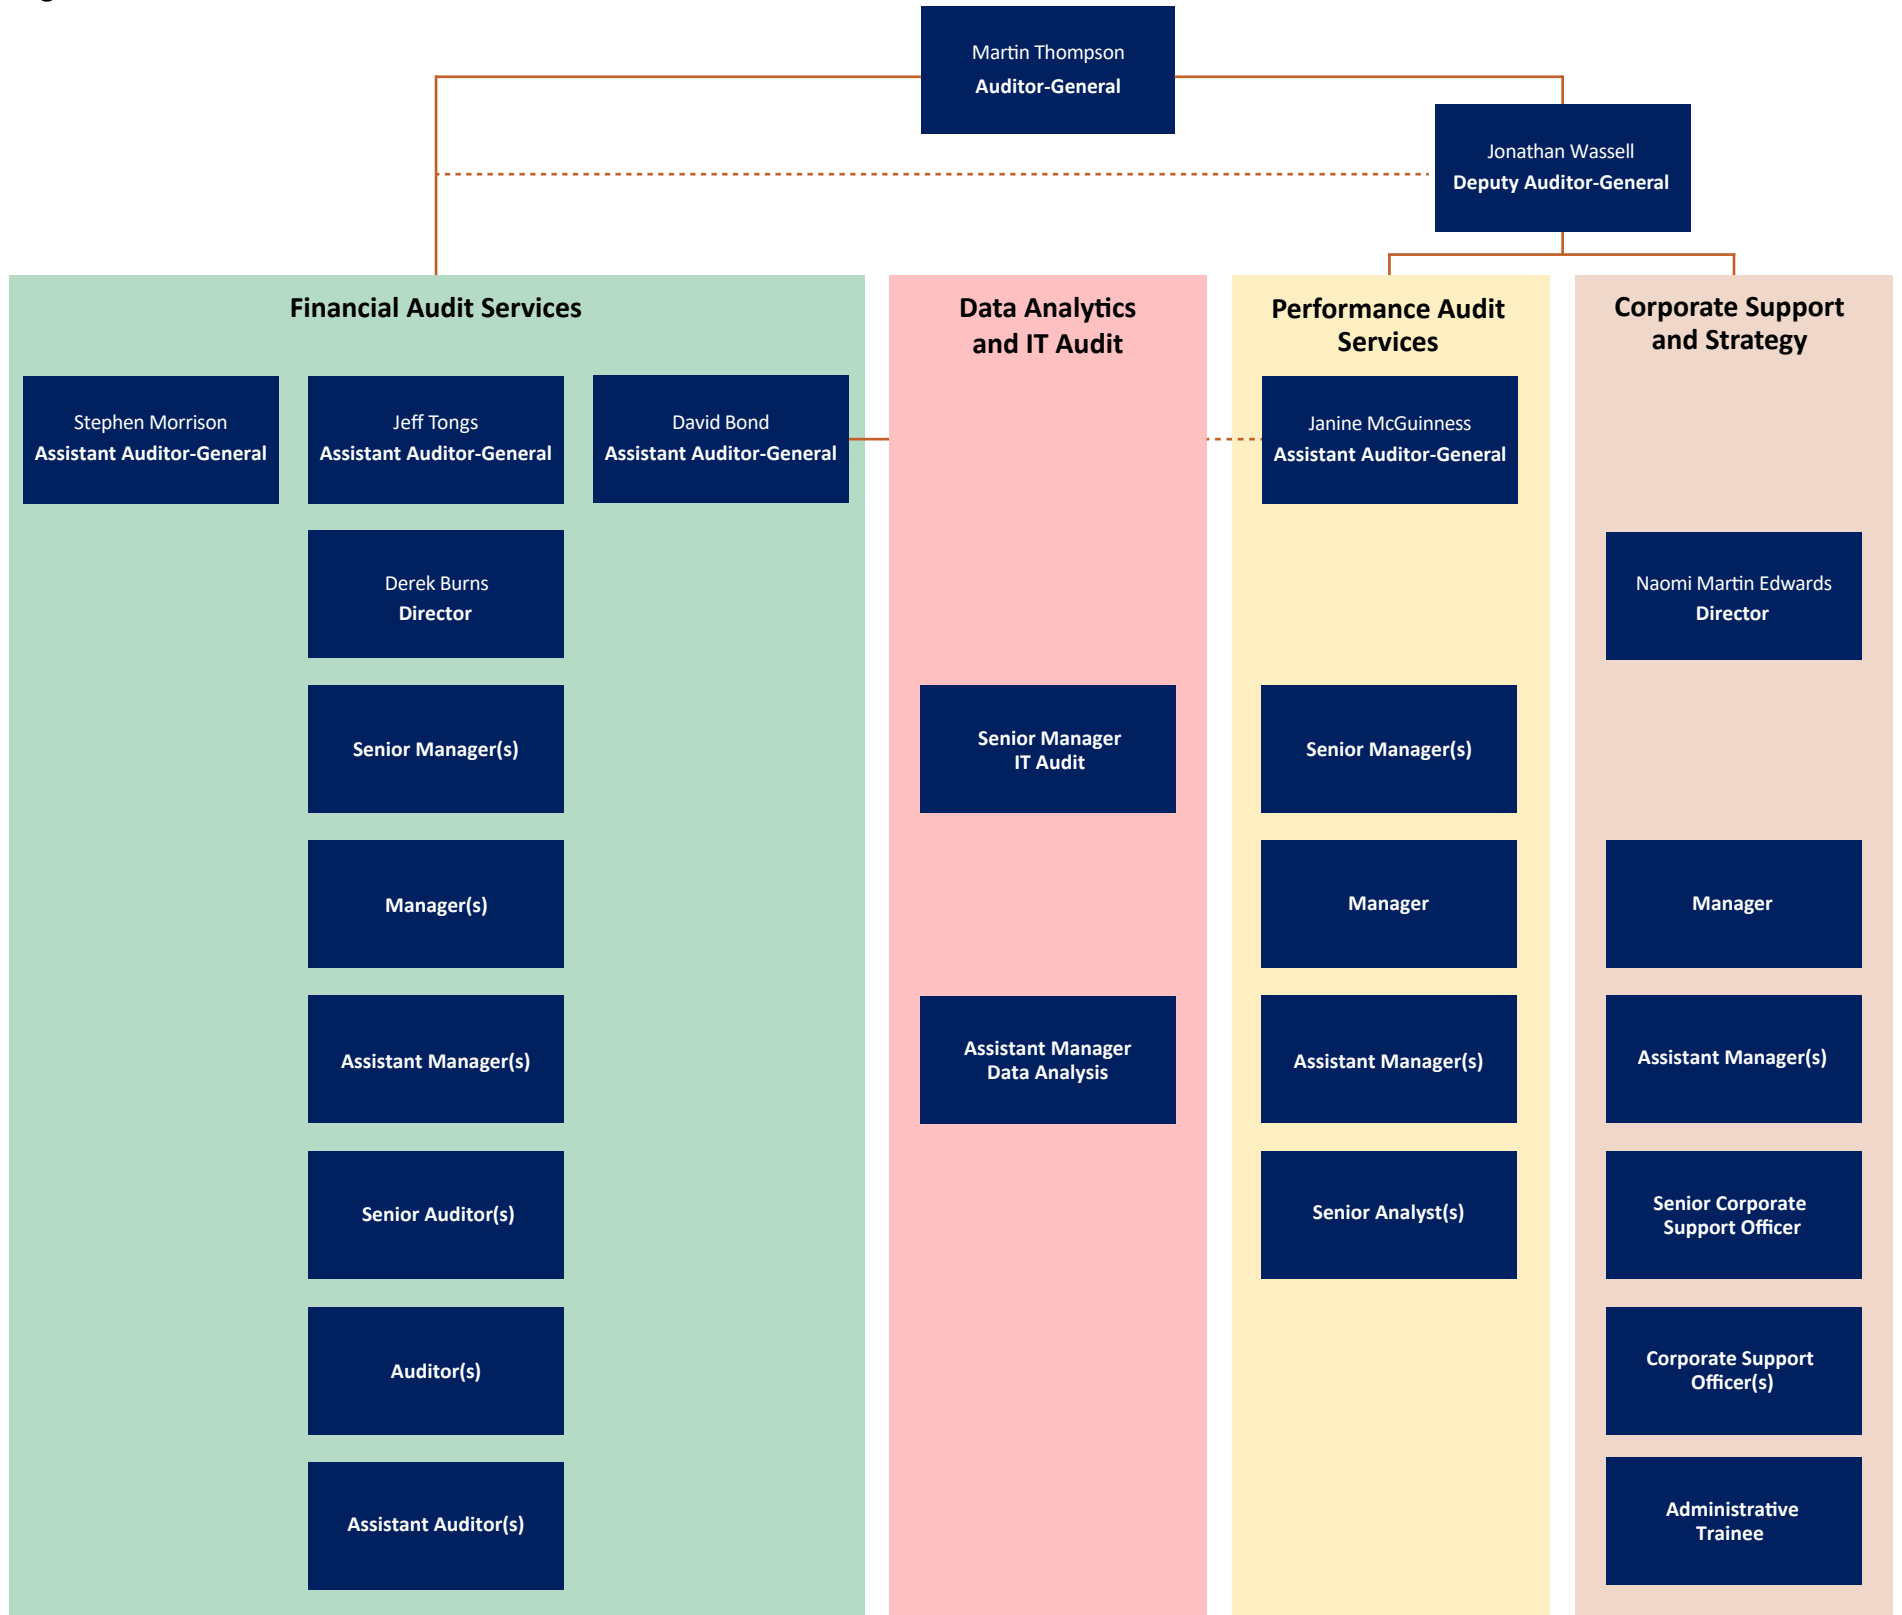 Martin Thompson
Auditor-General
Jonathan Wassell
Deputy Auditor-General
Financial Audit Services
Stephen Morrison
Assistant Auditor-General
Jeff Tongs
Assistant Auditor-General
David Bond
Assistant Auditor-General
Derek Burns
Director
Senior Manager(s)
Manager(s)
Assistant Manager(s)
Senior Auditor(s)
Auditor(s)
Assistant Auditor(s)
Data Analytics
and IT Audit
Senior Manager
IT Audit
Assistant Manager
Data Analysis
Performance Audit
Services
Janine McGuinness
Assistant Auditor-General
Senior Manager(s)
Manager
Assistant Manager(s)
Senior Analyst(s)
Corporate Support
and Strategy
Naomi Martin Edwards
Director
Manager
Assistant Manager(s)
Senior Corporate
Support Officer
Corporate Support
Officer(s)
Administrative
Trainee